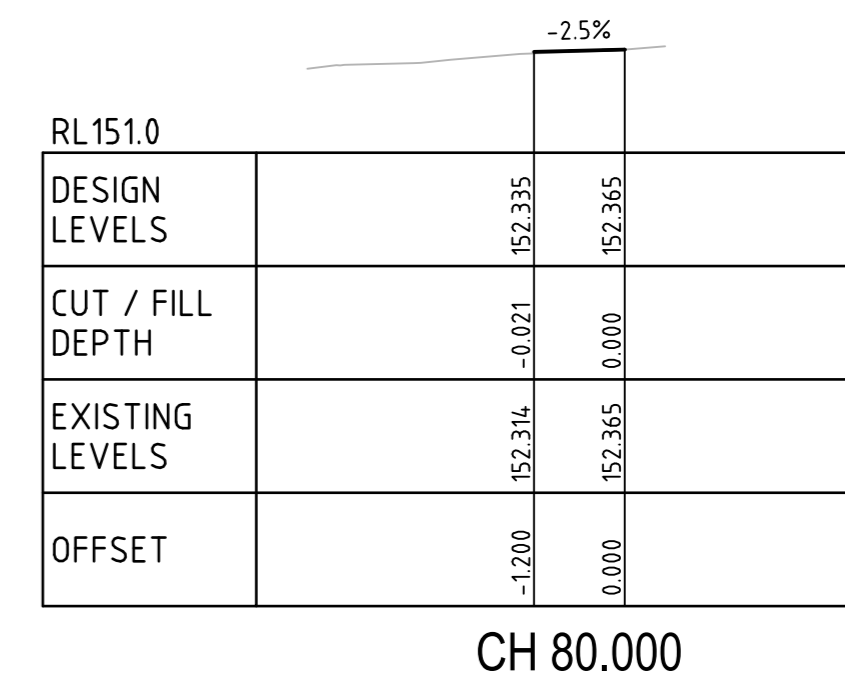 -2.5%
RL151.0
DESIGN
LEVELS
152.335
152.365
CUT / FILL
DEPTH
-0.021
0.000
EXISTING
LEVELS
152.314
152.365
OFFSET
-1.200
0.000
CH 80.000